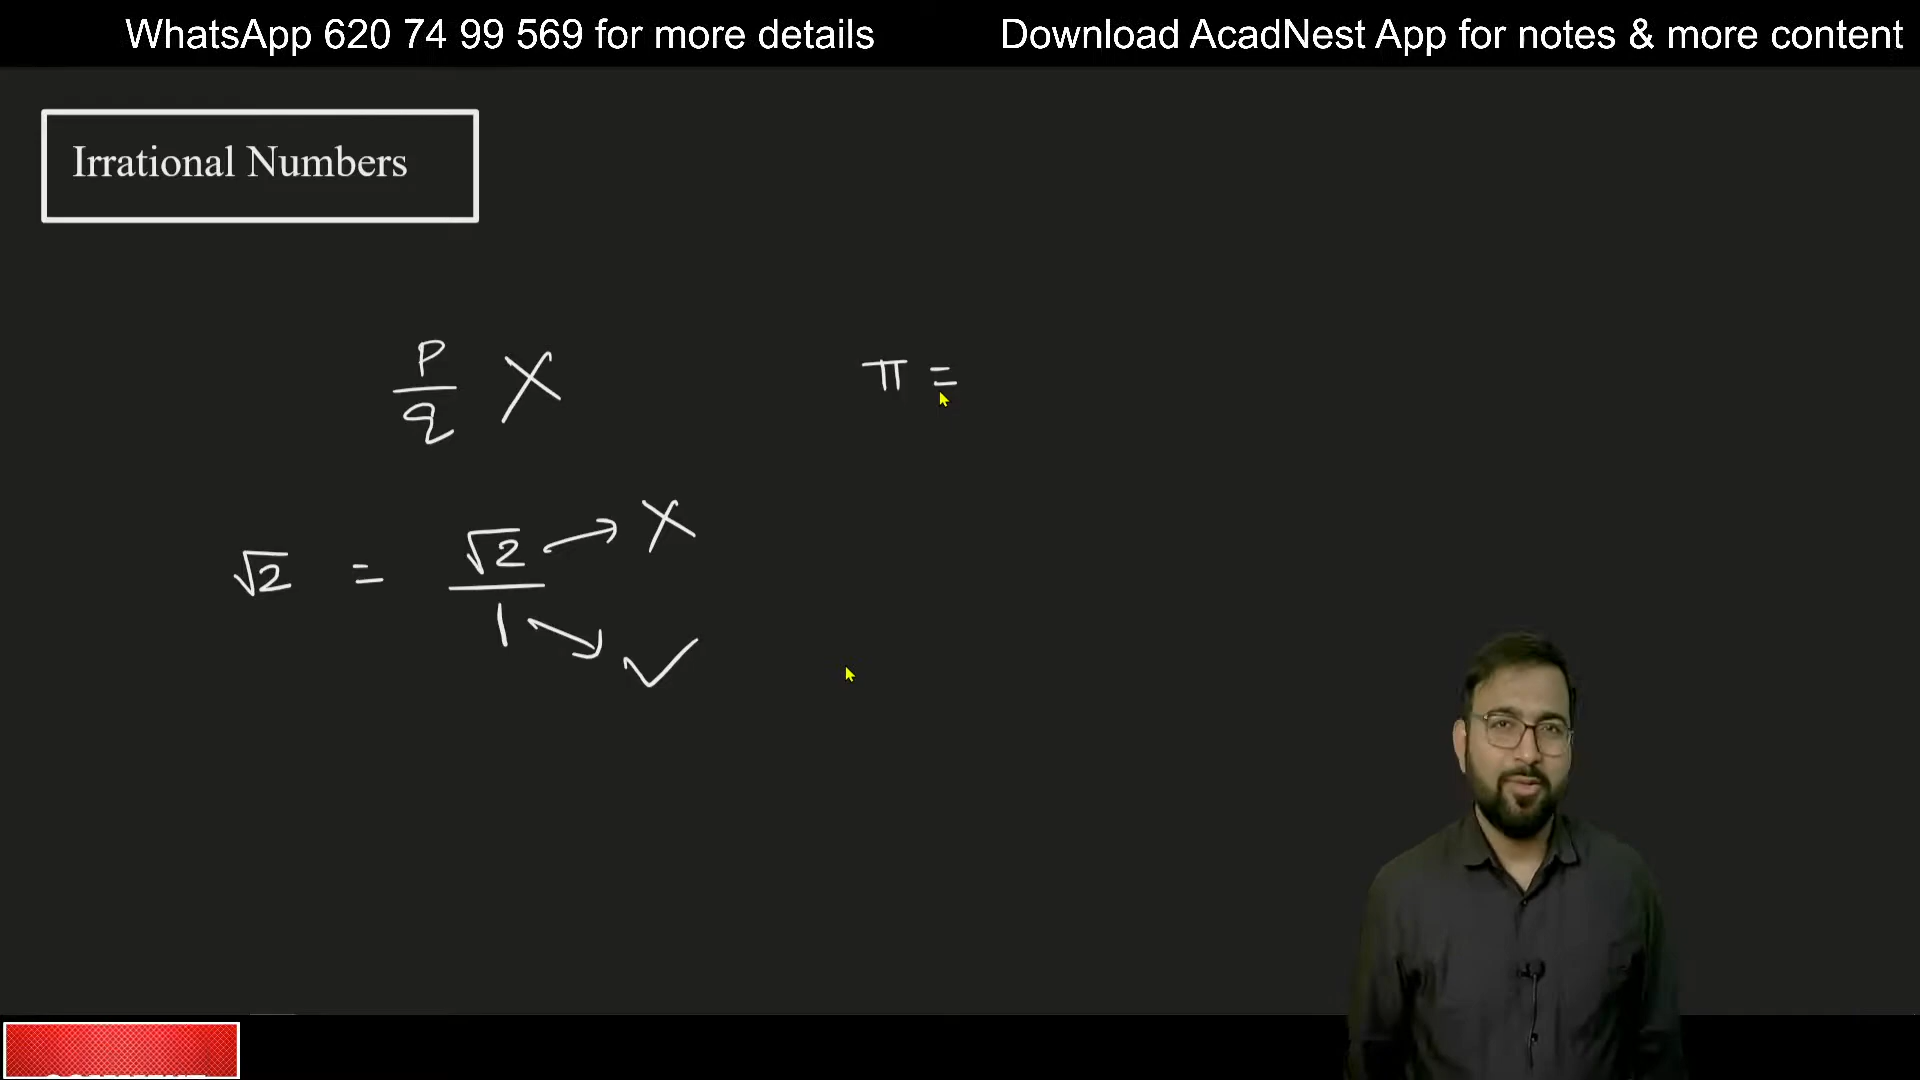 WhatsApp 620 74 99 569 for more details
Download AcadNest App for notes & more content
Irrational Numbers
p/q X
π =
√2 = √2/1
→ X
→ ✓